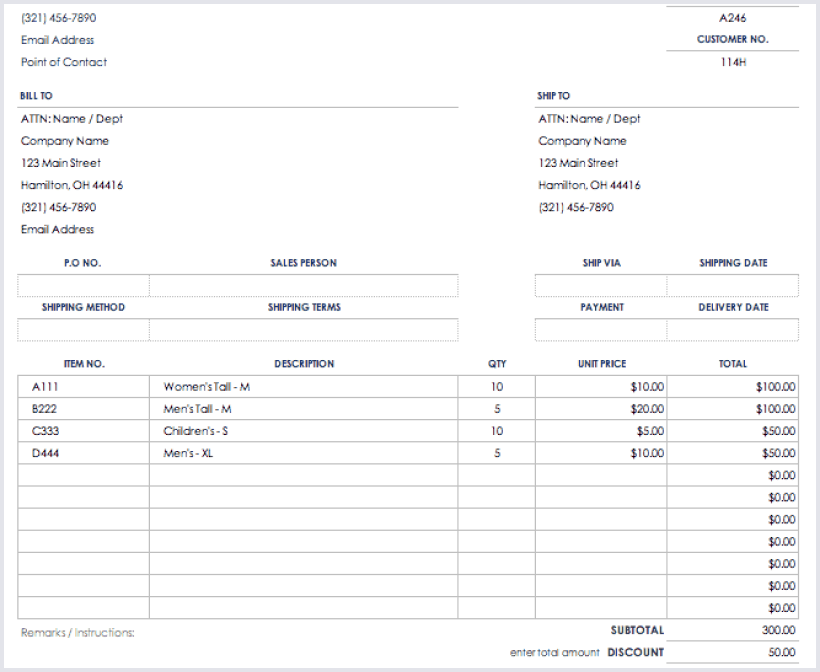 (321) 456-7890 A246
Email Address CUSTOMER NO.
Point of Contact 114H
BILL TO SHIP TO
ATTN: Name / Dept ATTN: Name / Dept
Company Name Company Name
123 Main Street 123 Main Street
Hamilton, OH 44416 Hamilton, OH 44416
(321) 456-7890 (321) 456-7890
Email Address
P.O NO. SALES PERSON SHIP VIA SHIPPING DATE
SHIPPING METHOD SHIPPING TERMS PAYMENT DELIVERY DATE
ITEM NO. DESCRIPTION QTY UNIT PRICE TOTAL
A111 Women's Tall - M 10 $10.00 $100.00
B222 Men's Tall - M 5 $20.00 $100.00
C333 Children's - S 10 $5.00 $50.00
D444 Men's - XL 5 $10.00 $50.00
$0.00
$0.00
$0.00
$0.00
$0.00
$0.00
$0.00
Remarks / Instructions: SUBTOTAL 300.00
enter total amount DISCOUNT 50.00